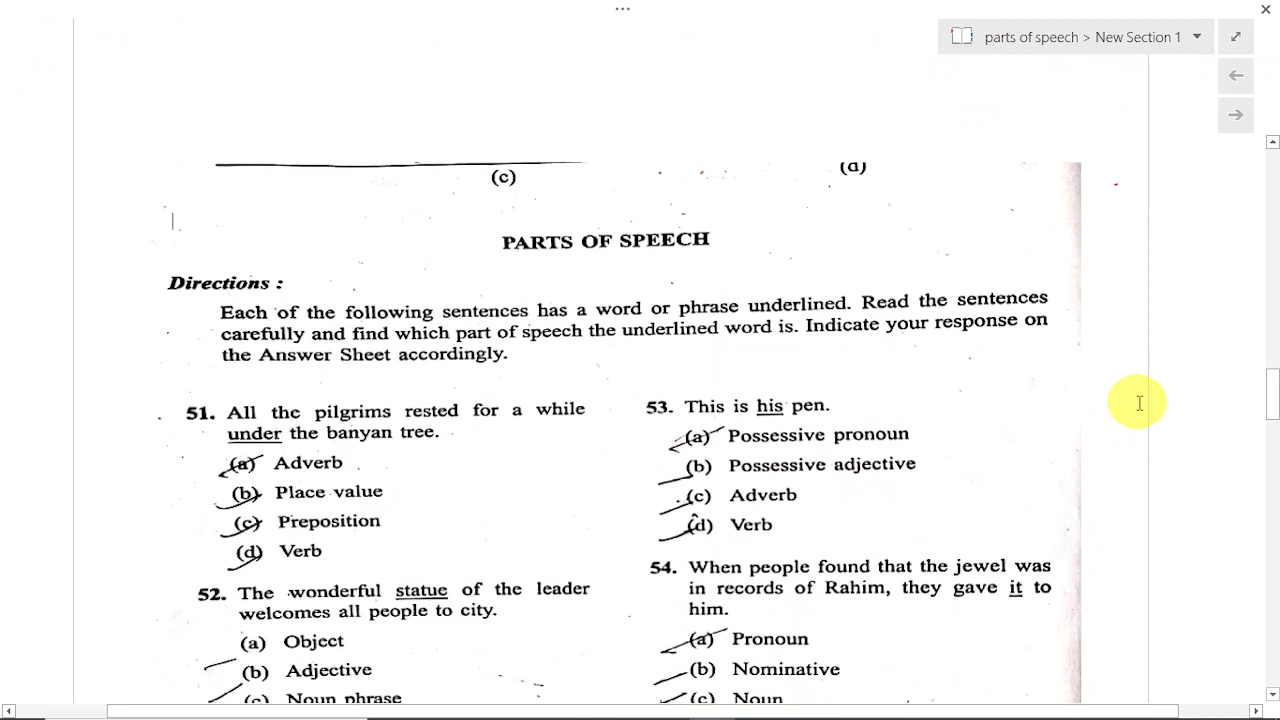 parts of speech > New Section 1
(c)
(d)
PARTS OF SPEECH
Directions :
Each of the following sentences has a word or phrase underlined. Read the sentences
carefully and find which part of speech the underlined word is. Indicate your response on
the Answer Sheet accordingly.
51. All the pilgrims rested for a while
under the banyan tree.
(a) Adverb
(b) Place value
(c) Preposition
(d) Verb
52. The wonderful statue of the leader
welcomes all people to city.
(a) Object
(b) Adjective
(c) Noun phrase
53. This is his pen.
(a) Possessive pronoun
(b) Possessive adjective
(c) Adverb
(d) Verb
54. When people found that the jewel was
in records of Rahim, they gave it to
him.
(a) Pronoun
(b) Nominative
(c) Noun